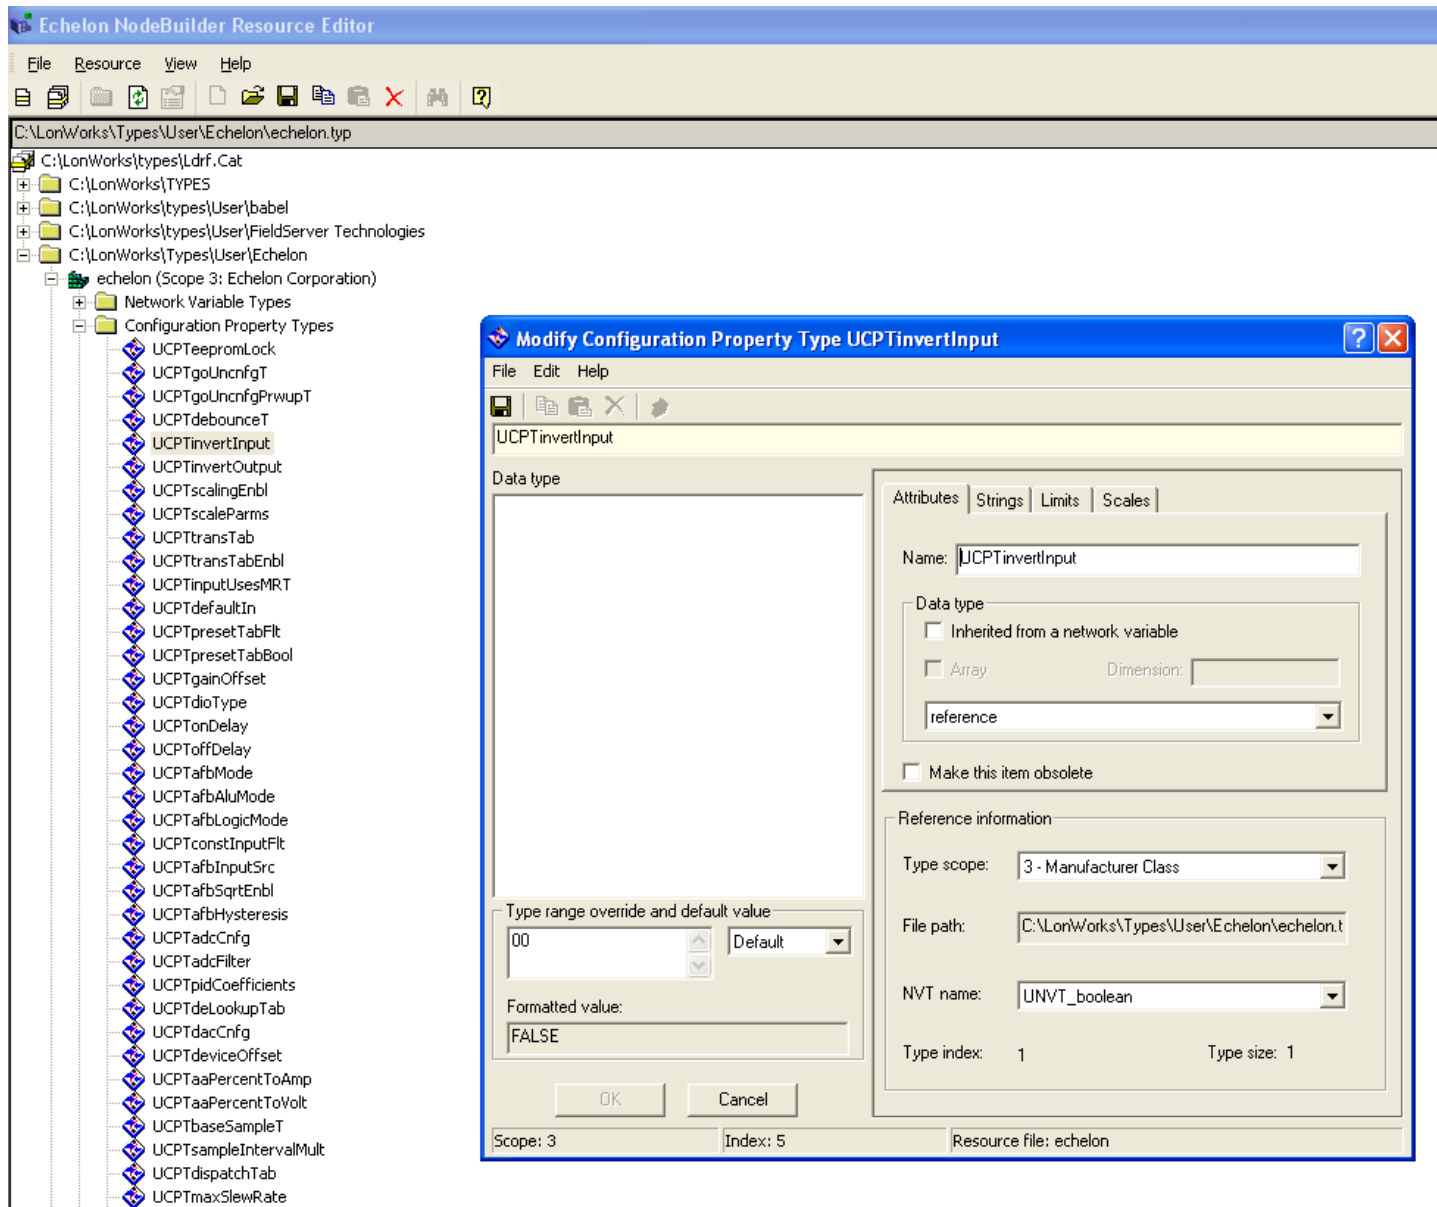 Echelon NodeBuilder Resource Editor
File Resource View Help
C:\LonWorks\Types\User\Echelon\echelon.typ
C:\LonWorks\types\Ldrf.Cat
C:\LonWorks\TYPES
C:\LonWorks\types\User\babel
C:\LonWorks\types\User\FieldServer Technologies
C:\LonWorks\Types\User\Echelon
echelon (Scope 3: Echelon Corporation)
Network Variable Types
Configuration Property Types
UCPTeepromLock
UCPTgoUncnfgT
UCPTgoUncnfgPrwupT
UCPTdebounceT
UCPTinvertInput
UCPTinvertOutput
UCPTscalingEnbl
UCPTscaleParms
UCPTtransTab
UCPTtransTabEnbl
UCPTinputUsesMRT
UCPTdefaultIn
UCPTpresetTabFlt
UCPTpresetTabBool
UCPTgainOffset
UCPTdioType
UCPTonDelay
UCPToffDelay
UCPTafbMode
UCPTafbAluMode
UCPTafbLogicMode
UCPTconstInputFlt
UCPTafbInputSrc
UCPTafbSqrtEnbl
UCPTafbHysteresis
UCPTadcCnfg
UCPTadcFilter
UCPTpidCoefficients
UCPTdeLookupTab
UCPTdacCnfg
UCPTdeviceOffset
UCPTaaPercentToAmp
UCPTaaPercentToVolt
UCPTbaseSampleT
UCPTsampleIntervalMult
UCPTdispatchTab
UCPTmaxSlewRate
Modify Configuration Property Type UCPTinvertInput
File Edit Help
UCPTinvertInput
Data type
Type range override and default value
00 Default
Formatted value:
FALSE
OK Cancel
Attributes Strings Limits Scales
Name: UCPTinvertInput
Data type
Inherited from a network variable
Array Dimension:
reference
Make this item obsolete
Reference information
Type scope: 3 - Manufacturer Class
File path: C:\LonWorks\Types\User\Echelon\echelon.t
NVT name: UNVT_boolean
Type index: 1 Type size: 1
Scope: 3 Index: 5 Resource file: echelon